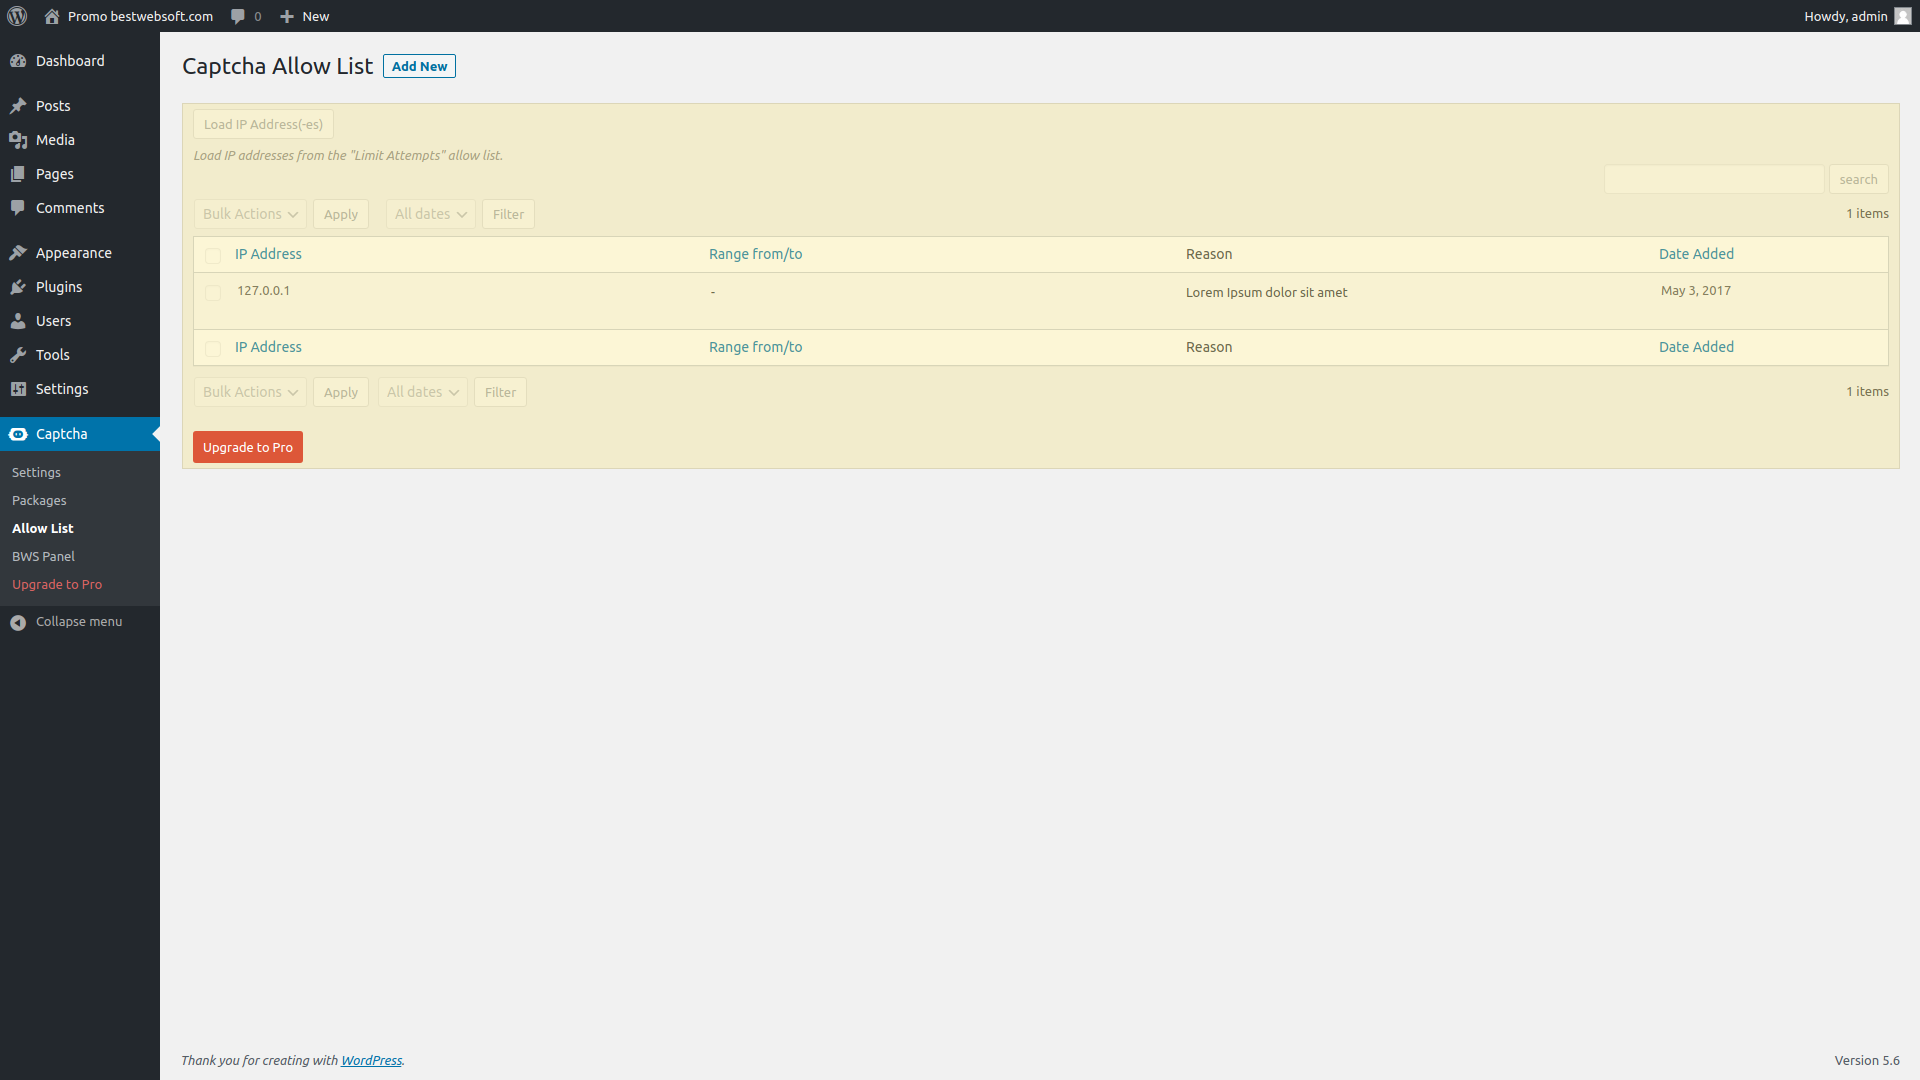 Promo bestwebsoft.com 0 New Howdy, admin
Dashboard
Posts
Media
Pages
Comments
Appearance
Plugins
Users
Tools
Settings
Captcha
Settings
Packages
Allow List
BWS Panel
Upgrade to Pro
Collapse menu
Captcha Allow List Add New
Load IP Address(-es)
Load IP addresses from the "Limit Attempts" allow list.
search
Bulk Actions Apply All dates Filter 1 items
IP Address Range from/to Reason Date Added
127.0.0.1 - Lorem Ipsum dolor sit amet May 3, 2017
IP Address Range from/to Reason Date Added
Bulk Actions Apply All dates Filter 1 items
Upgrade to Pro
Thank you for creating with WordPress. Version 5.6